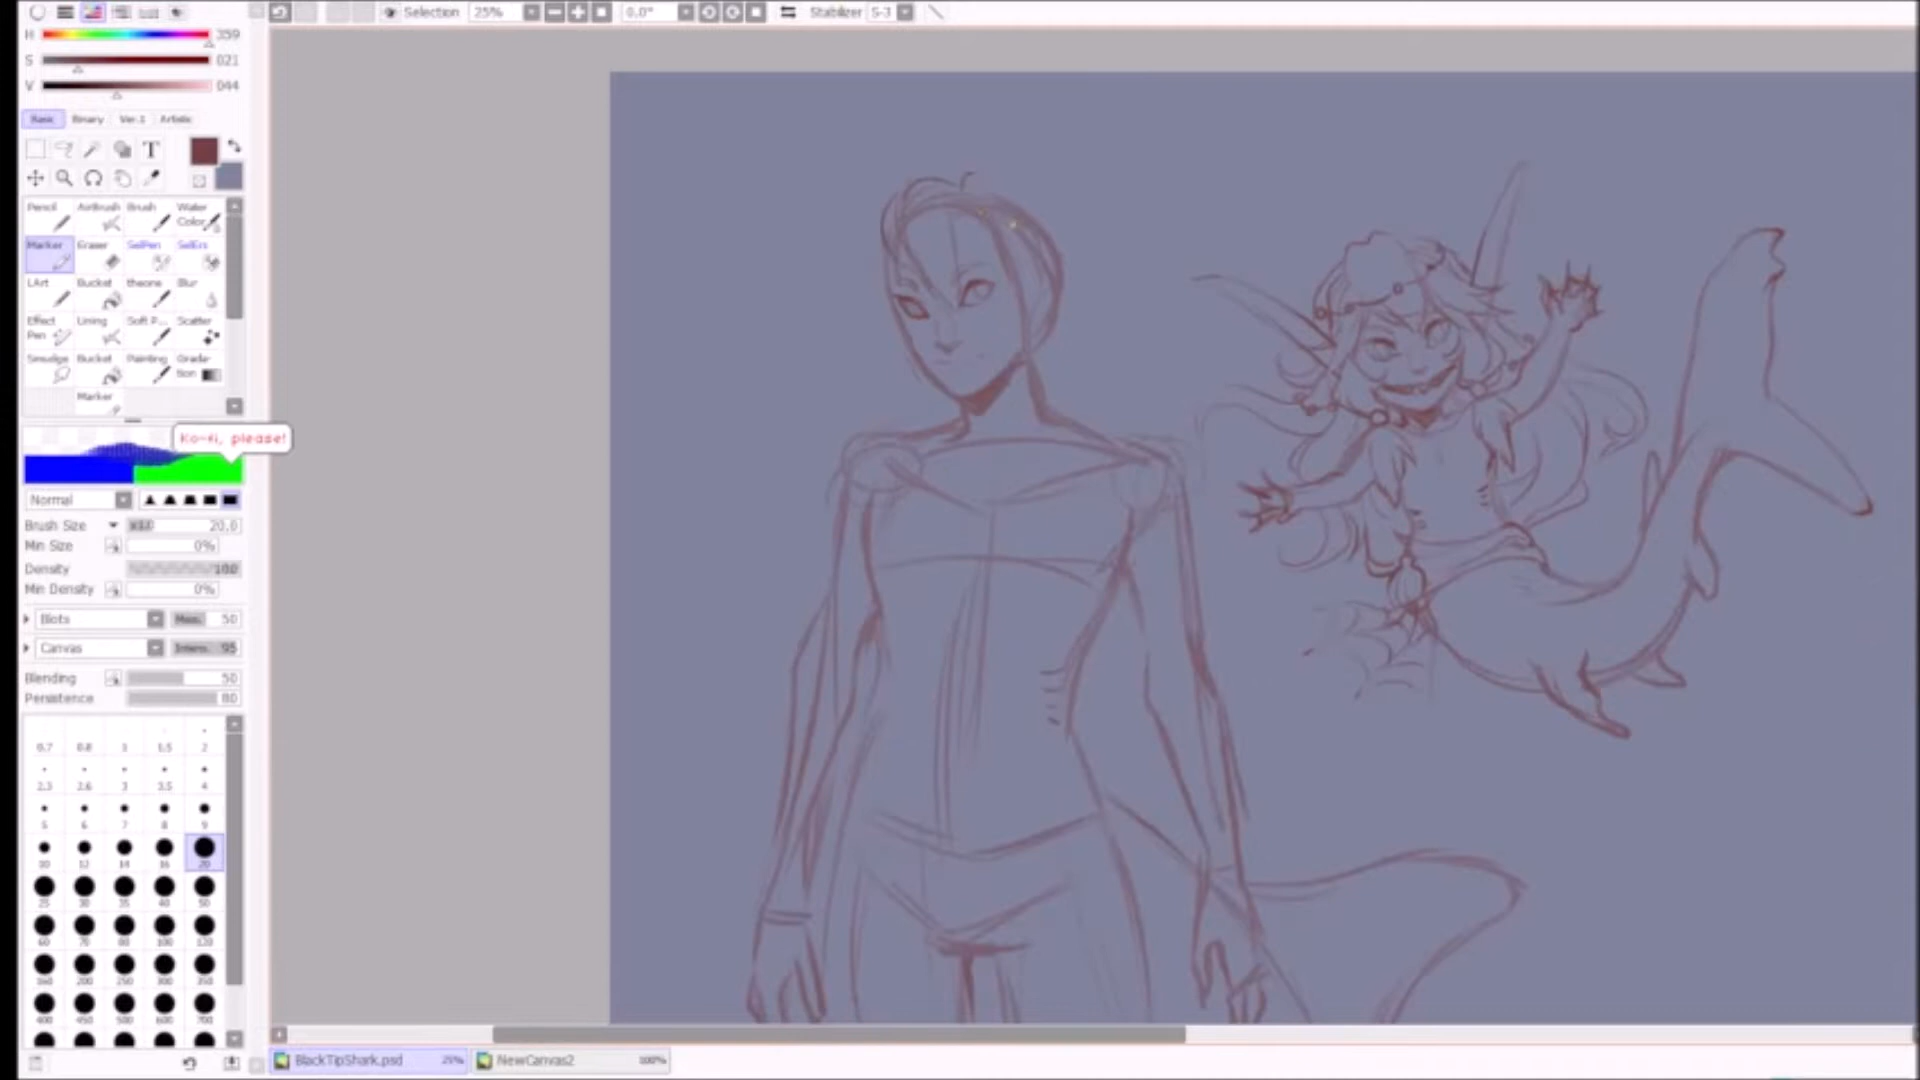 Selection 25% 0.0° Stabilizer S-3
H 359
S 021
V 044
Basic Binary Ver.1 Artistic
T
Pencil AirBrush Brush Water Color
Marker Eraser SelPen SelErs
LArt Bucket theone Blur
Effect Pen Lining Soft P... Scatter
Smudge Bucket Painting Gradation
Marker
Ko-fi, please!
Normal
Brush Size x1.0 20.0
Min Size 0%
Density 100
Min Density 0%
Blots 50
Canvas Intens. 95
Blending 50
Persistence 80
0.7 0.8 1 1.5 2
2.3 2.6 3 3.5 4
5 6 7 8 9
10 12 14 16 20
25 30 35 40 50
60 70 80 100 120
160 200 250 300 350
400 450 500 600 700
BlackTipShark.psd 25% NewCanvas2 100%